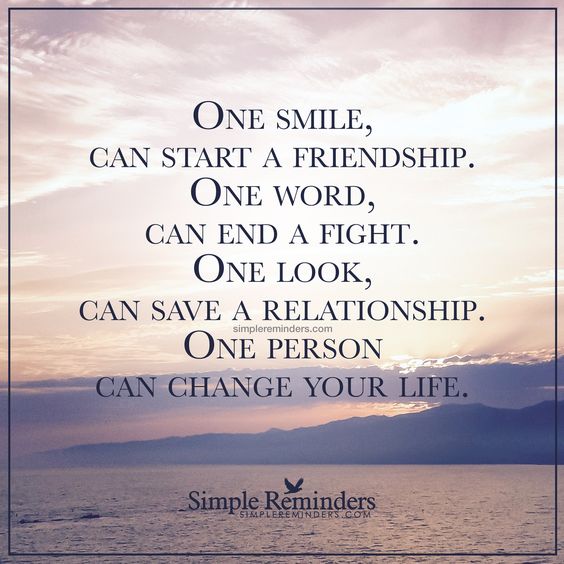 One smile,
can start a friendship.
One word,
can end a fight.
One look,
can save a relationship.
simplereminders.com
One person
can change your life.
Simple Reminders
SIMPLEREMINDERS.COM